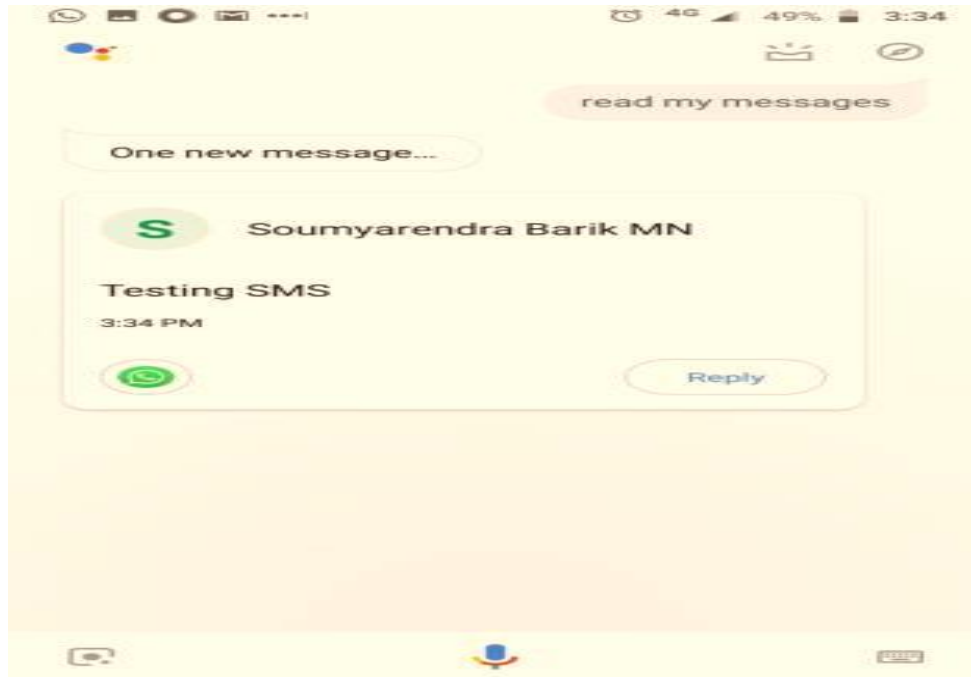 4G 49% 3:34
read my messages
One new message...
S Soumyarendra Barik MN
Testing SMS
3:34 PM
Reply